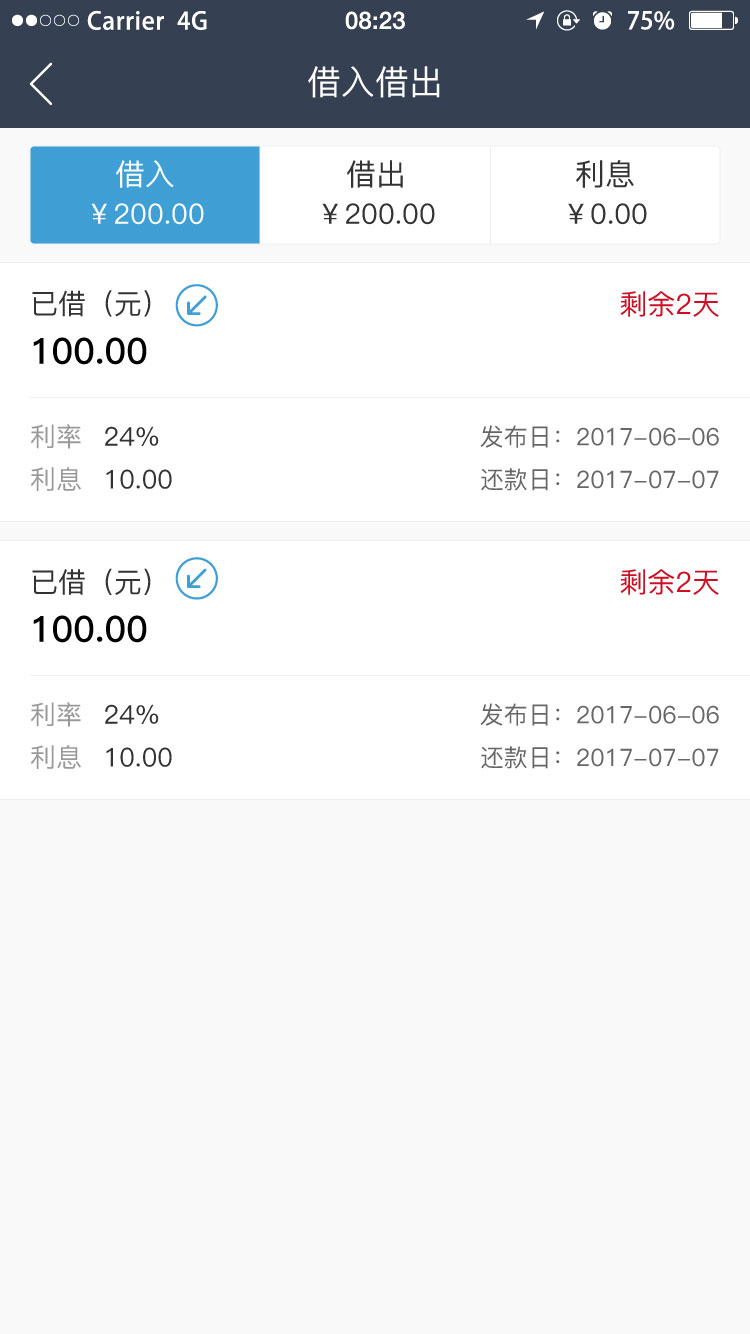 Carrier 4G 08:23 75%
借入借出
借入 借出 利息
¥ 200.00 ¥ 200.00 ¥ 0.00
已借（元） 剩余2天
100.00
利率 24% 发布日：2017-06-06
利息 10.00 还款日：2017-07-07
已借（元） 剩余2天
100.00
利率 24% 发布日：2017-06-06
利息 10.00 还款日：2017-07-07